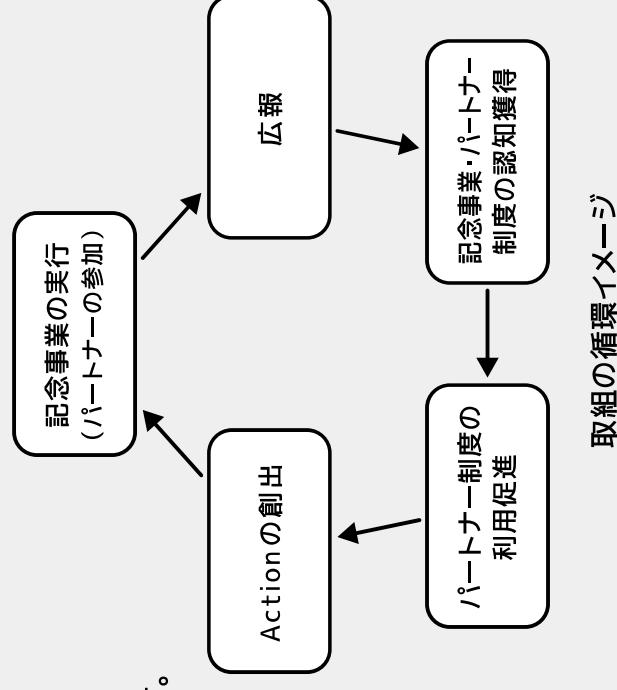 記念事業の実行
(パートナーの参加)
広報
記念事業・パートナー
制度の認知獲得
パートナー制度の
利用促進
Actionの創出
取組の循環イメージ